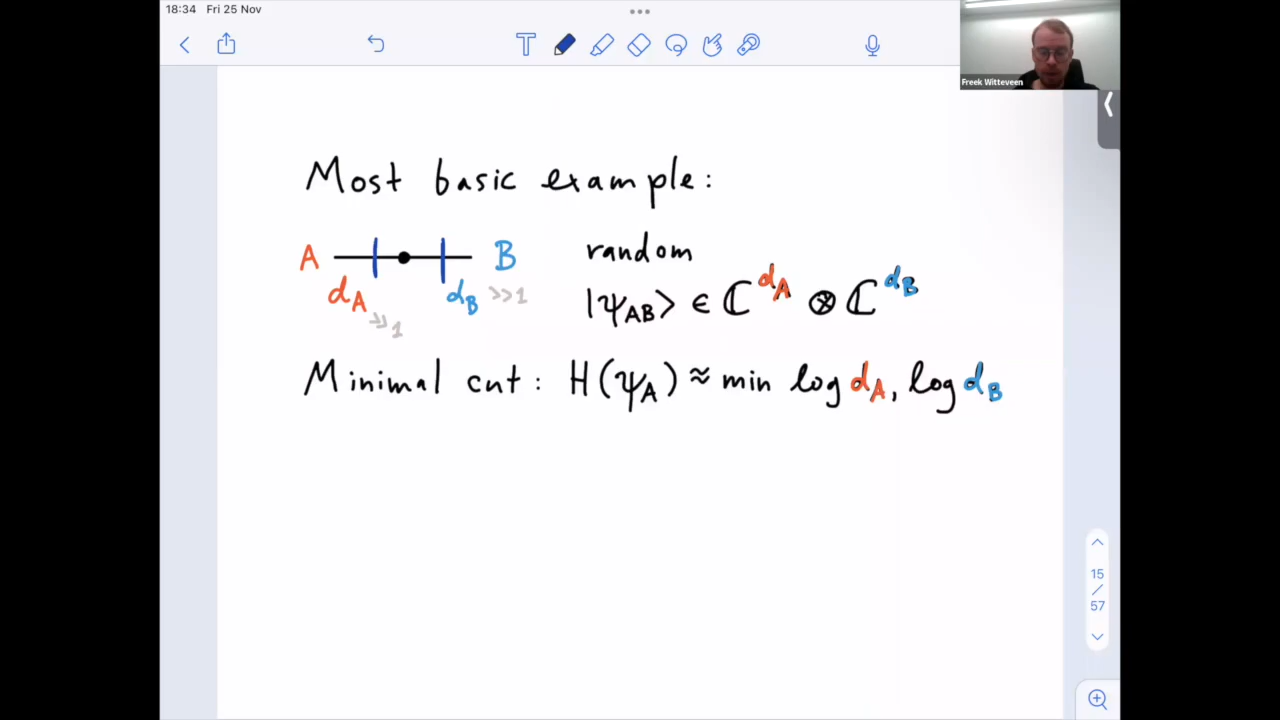 18:34 Fri 25 Nov
Freek Witteveen
Most basic example:
A B random
d_A ≫1 d_B ≫1 |ψ_AB⟩ ∈ ℂ^d_A ⊗ ℂ^d_B
Minimal cut: H(ψ_A) ≈ min log d_A, log d_B
15
/
57